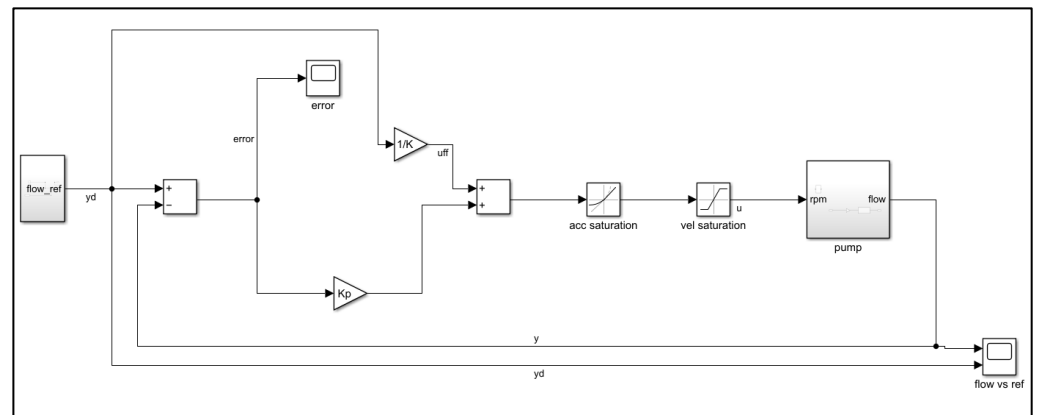 error
error
1/K
uff
flow_ref
yd
+
−
+
+
acc saturation
vel saturation
u
rpm
flow
pump
Kp
y
yd
flow vs ref